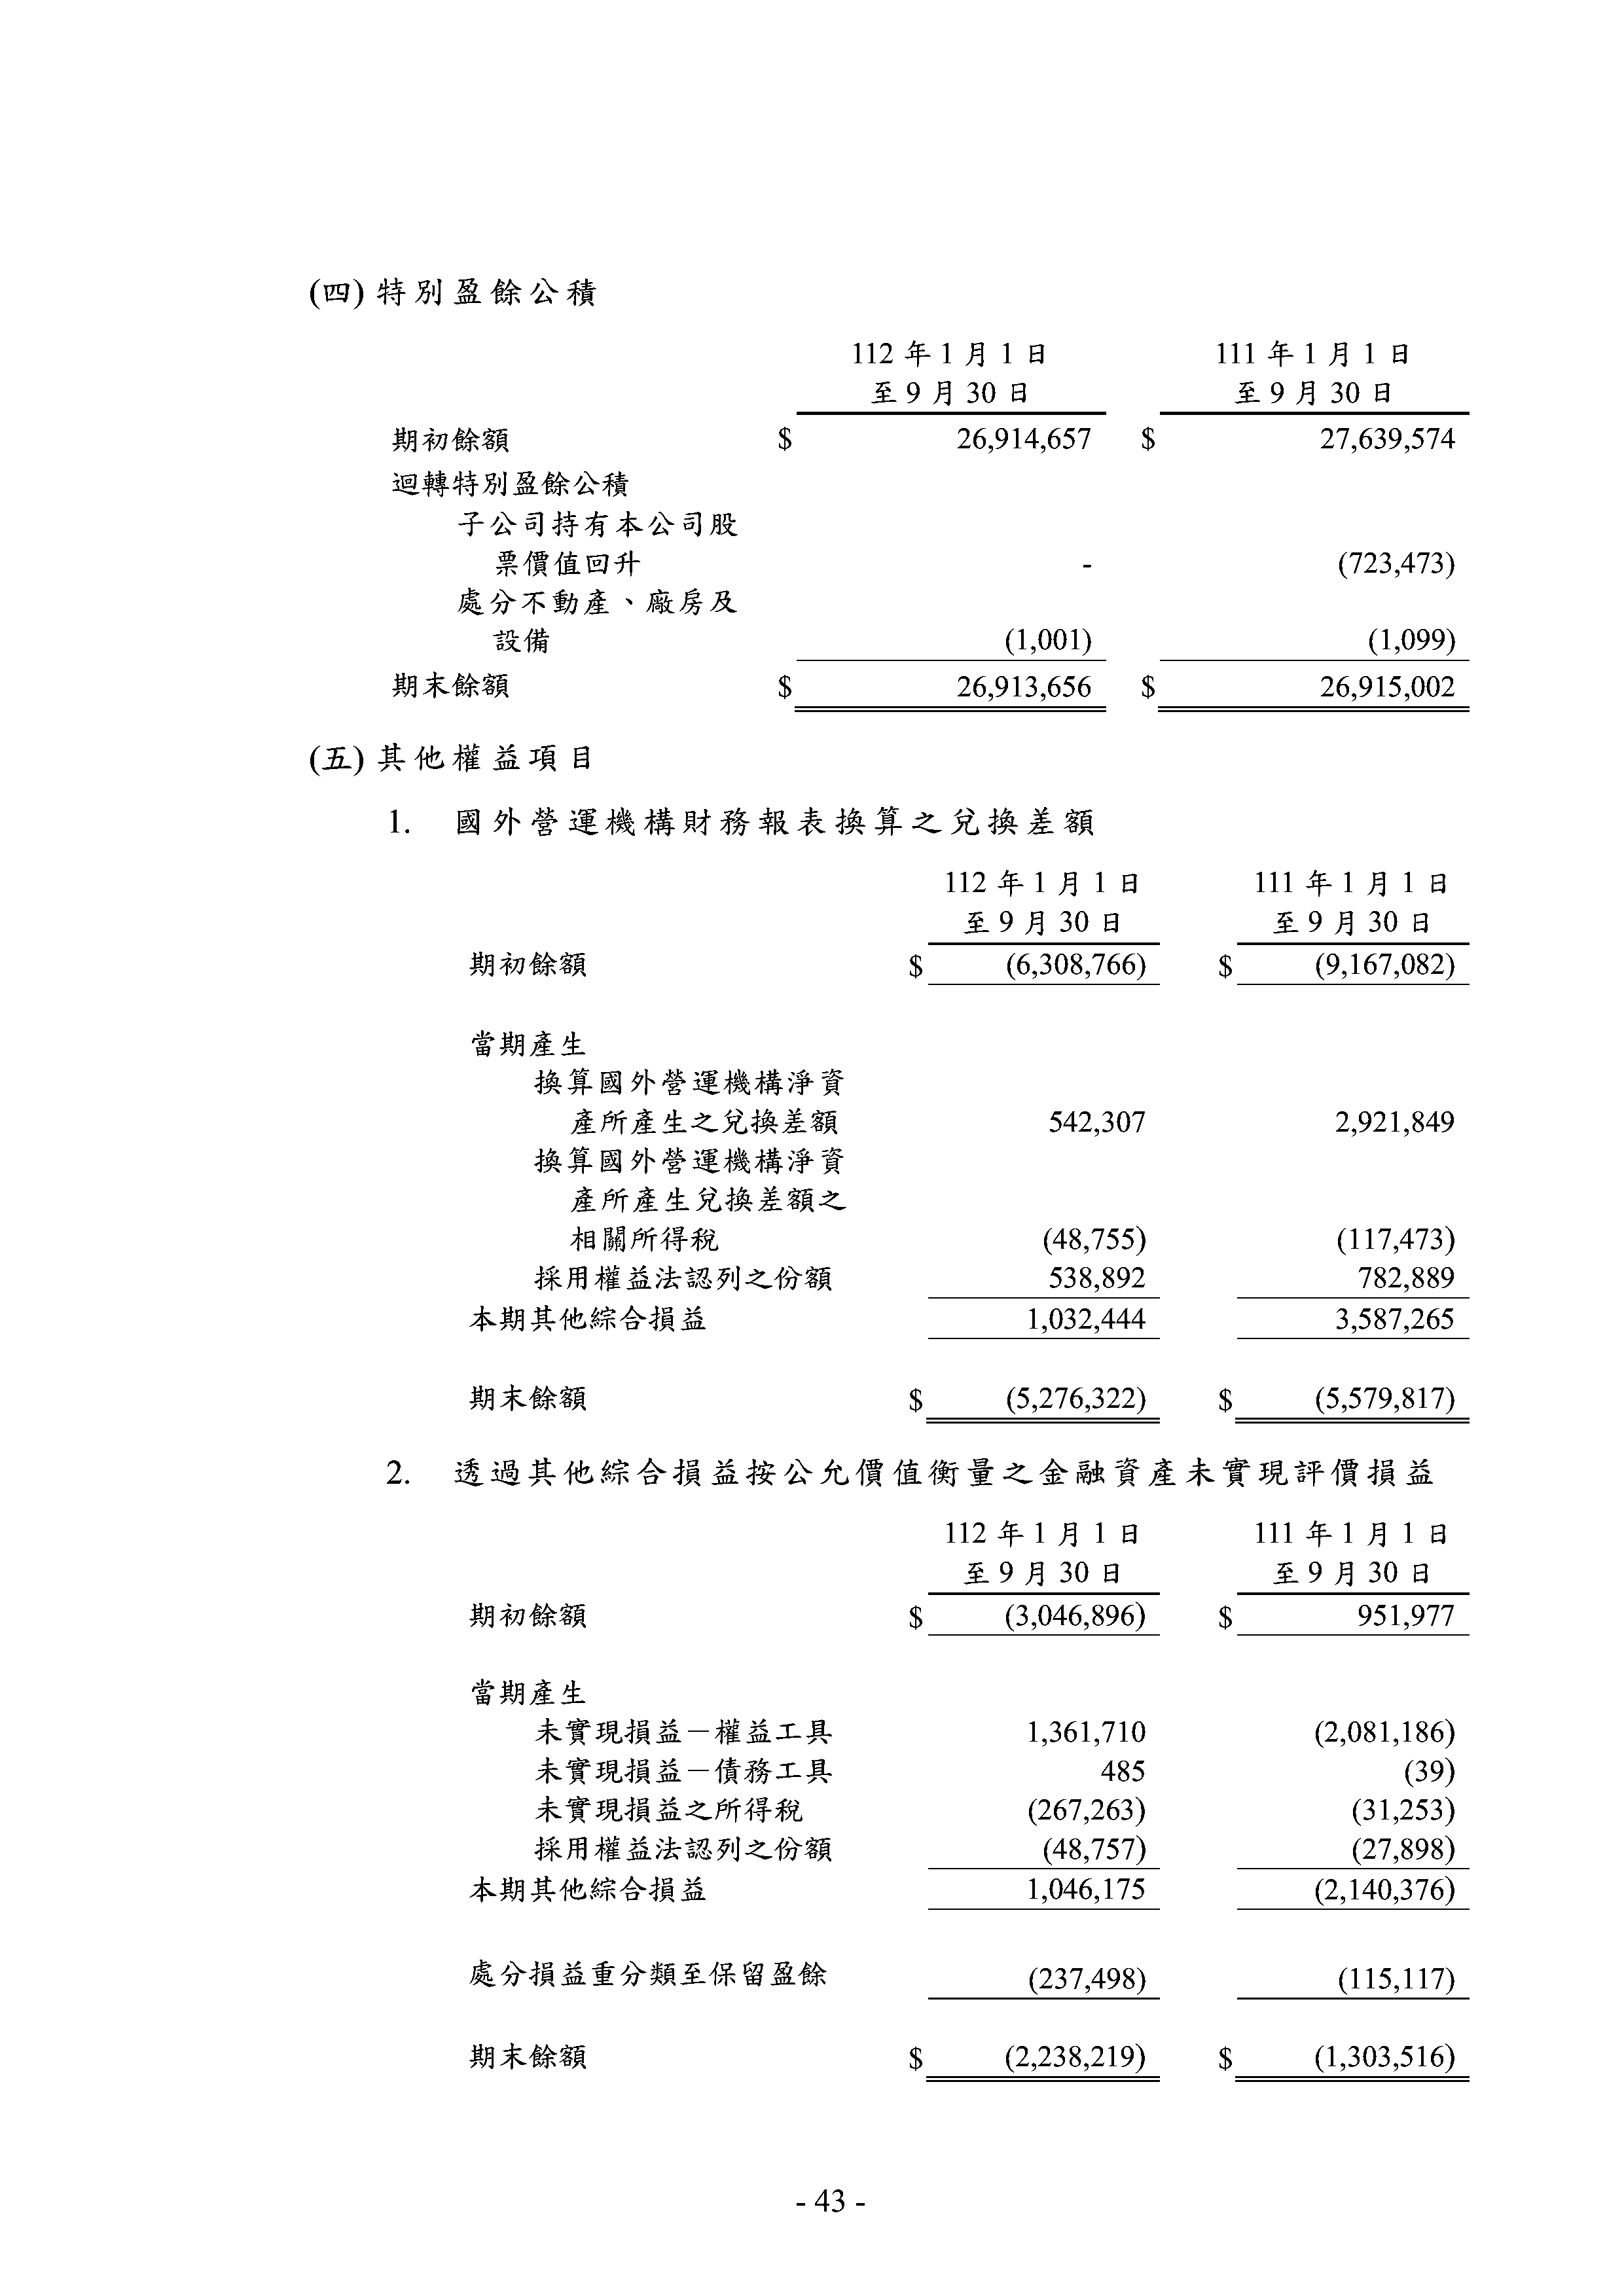 (四) 特別盈餘公積
112 年 1 月 1 日 111 年 1 月 1 日
至 9 月 30 日 至 9 月 30 日
期初餘額 $ 26,914,657 $ 27,639,574
迴轉特別盈餘公積
子公司持有本公司股
票價值回升 - (723,473)
處分不動產、廠房及
設備 (1,001) (1,099)
期末餘額 $ 26,913,656 $ 26,915,002
(五) 其他權益項目
1. 國外營運機構財務報表換算之兌換差額
112 年 1 月 1 日 111 年 1 月 1 日
至 9 月 30 日 至 9 月 30 日
期初餘額 $ (6,308,766) $ (9,167,082)
當期產生
換算國外營運機構淨資
產所產生之兌換差額 542,307 2,921,849
換算國外營運機構淨資
產所產生兌換差額之
相關所得稅 (48,755) (117,473)
採用權益法認列之份額 538,892 782,889
本期其他綜合損益 1,032,444 3,587,265
期末餘額 $ (5,276,322) $ (5,579,817)
2. 透過其他綜合損益按公允價值衡量之金融資產未實現評價損益
112 年 1 月 1 日 111 年 1 月 1 日
至 9 月 30 日 至 9 月 30 日
期初餘額 $ (3,046,896) $ 951,977
當期產生
未實現損益－權益工具 1,361,710 (2,081,186)
未實現損益－債務工具 485 (39)
未實現損益之所得稅 (267,263) (31,253)
採用權益法認列之份額 (48,757) (27,898)
本期其他綜合損益 1,046,175 (2,140,376)
處分損益重分類至保留盈餘 (237,498) (115,117)
期末餘額 $ (2,238,219) $ (1,303,516)
- 43 -